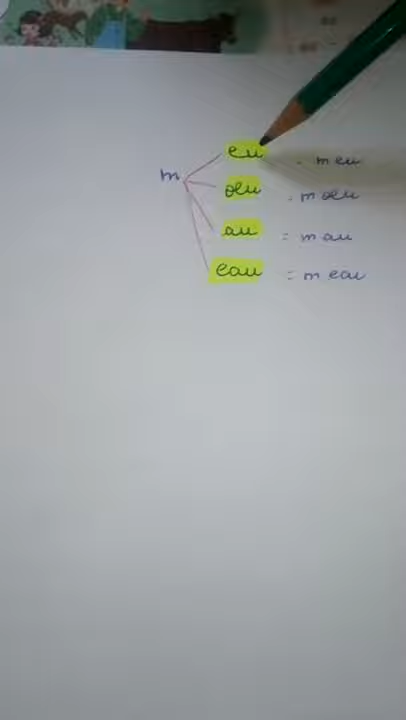 m eu = meu
oeu = moeu
au = mau
eau = meau